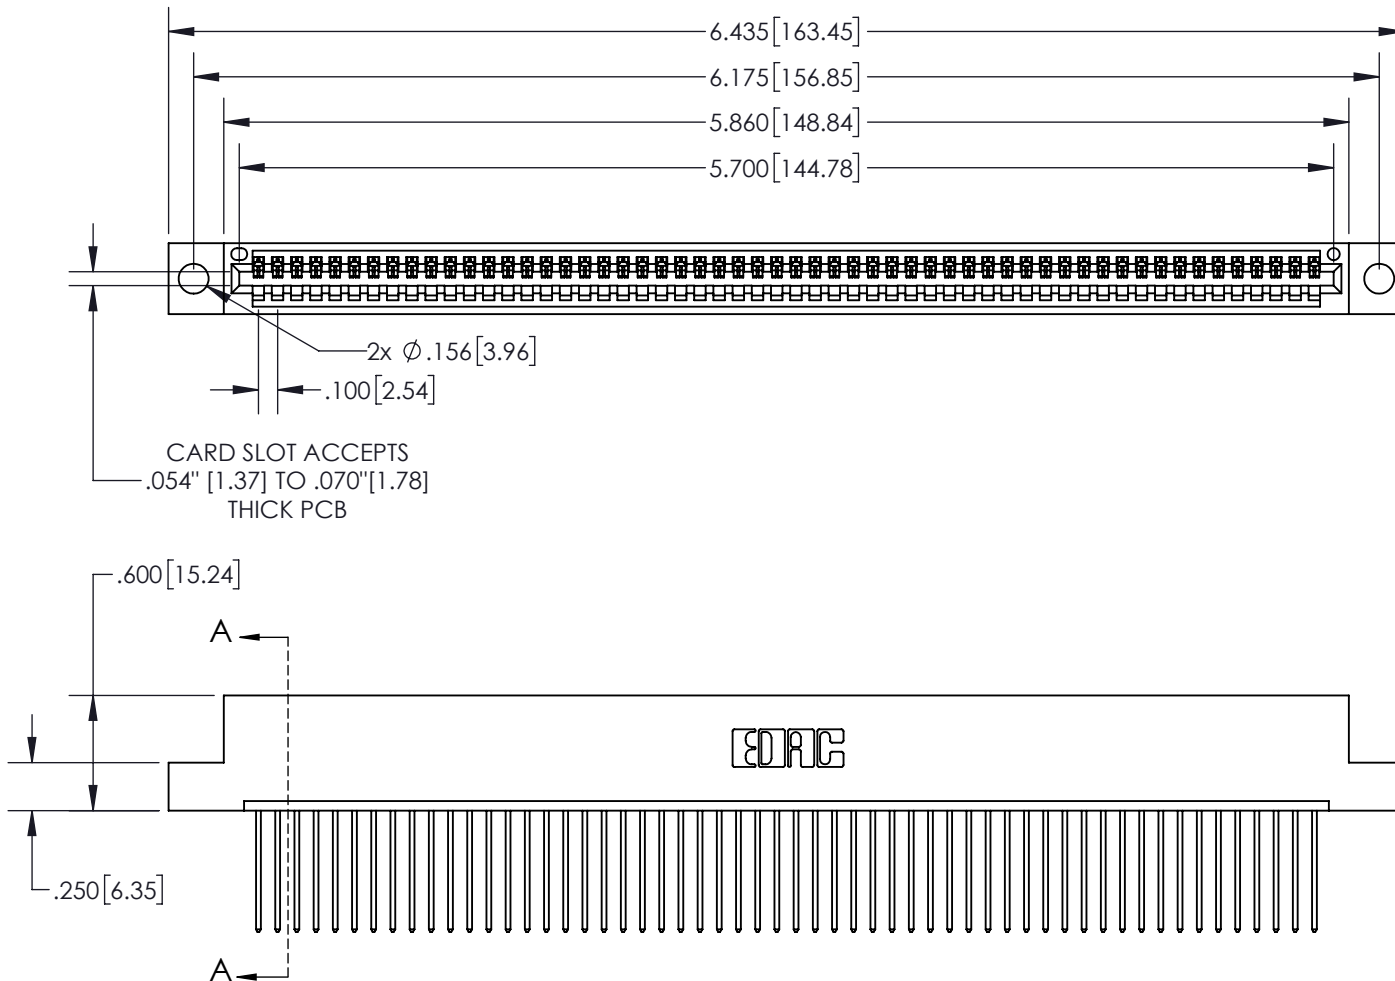 6.435[163.45]
6.175[156.85]
5.860[148.84]
5.700[144.78]
2x Ø.156[3.96]
.100[2.54]
CARD SLOT ACCEPTS
.054" [1.37] TO .070"[1.78]
THICK PCB
.600[15.24]
A
EDAC
.250[6.35]
A